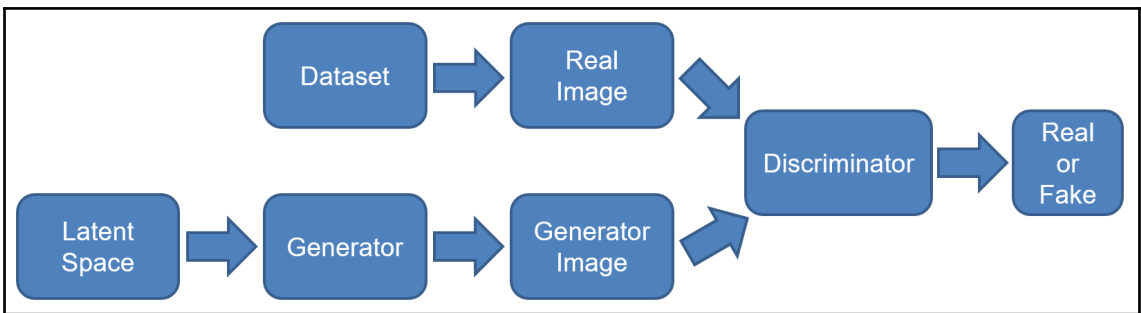 Dataset
Real
Image
Discriminator
Real
or
Fake
Latent
Space
Generator
Generator
Image